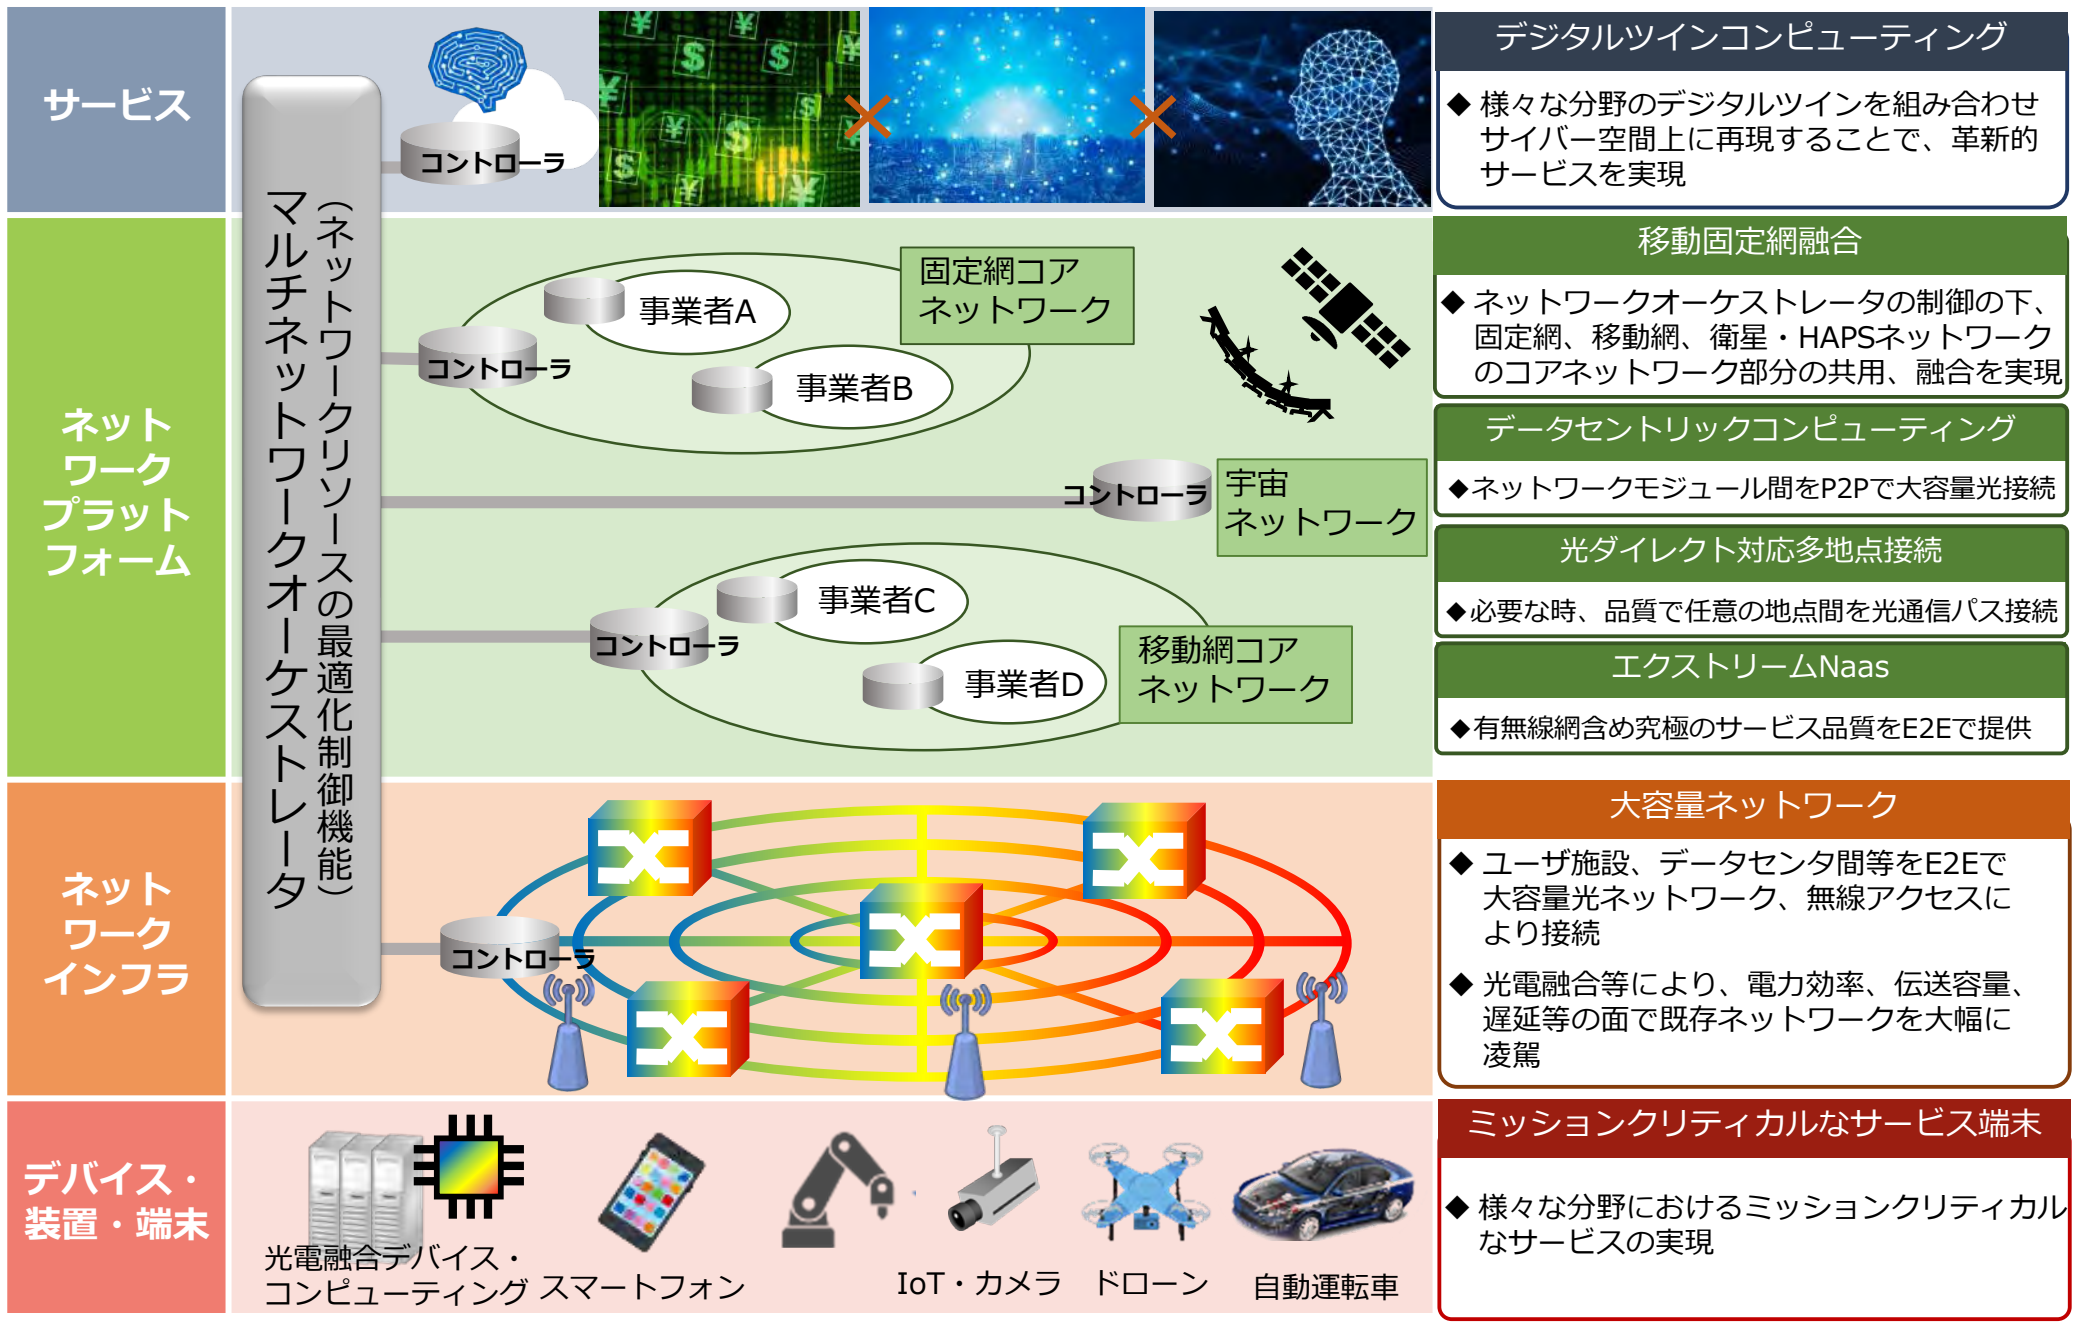 サービス
コントローラ
デジタルツインコンピューティング
◆ 様々な分野のデジタルツインを組み合わせ
サイバー空間上に再現することで、革新的
サービスを実現
マルチネットワークオーケストレータ
（ネットワークリソースの最適化制御機能）
ネット
ワーク
プラット
フォーム
固定網コア
ネットワーク
事業者A
コントローラ
事業者B
コントローラ
宇宙
ネットワーク
事業者C
コントローラ
移動網コア
ネットワーク
事業者D
移動固定網融合
◆ ネットワークオーケストレータの制御の下、
固定網、移動網、衛星・HAPSネットワーク
のコアネットワーク部分の共用、融合を実現
データセントリックコンピューティング
◆ネットワークモジュール間をP2Pで大容量光接続
光ダイレクト対応多地点接続
◆必要な時、品質で任意の地点間を光通信パス接続
エクストリームNaas
◆有無線網含め究極のサービス品質をE2Eで提供
ネット
ワーク
インフラ
コントローラ
大容量ネットワーク
◆ ユーザ施設、データセンタ間等をE2Eで
大容量光ネットワーク、無線アクセスに
より接続
◆ 光電融合等により、電力効率、伝送容量、
遅延等の面で既存ネットワークを大幅に
凌駕
デバイス・
装置・端末
光電融合デバイス・
コンピューティング
スマートフォン
IoT・カメラ
ドローン
自動運転車
ミッションクリティカルなサービス端末
◆ 様々な分野におけるミッションクリティカル
なサービスの実現